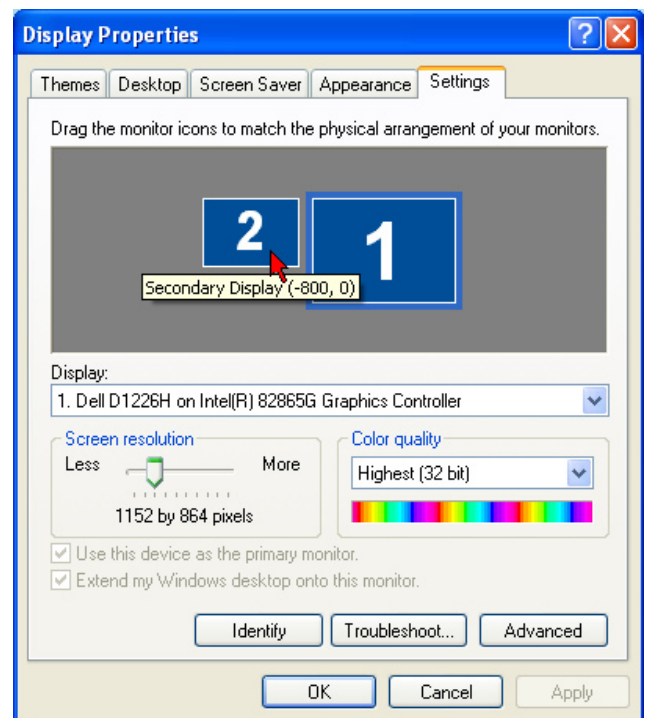 Display Properties
Themes Desktop Screen Saver Appearance Settings
Drag the monitor icons to match the physical arrangement of your monitors.
2 1
Secondary Display (-800, 0)
Display:
1. Dell D1226H on Intel(R) 82865G Graphics Controller
Screen resolution
Less More
1152 by 864 pixels
Color quality
Highest (32 bit)
Use this device as the primary monitor.
Extend my Windows desktop onto this monitor.
Identify Troubleshoot... Advanced
OK Cancel Apply